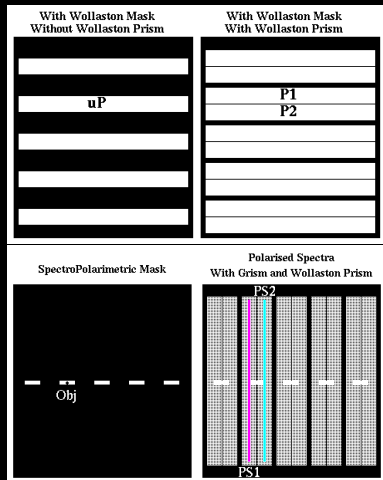 With Wollaston Mask
Without Wollaston Prism
With Wollaston Mask
With Wollaston Prism
uP
P1
P2
SpectroPolarimetric Mask
Polarised Spectra
With Grism and Wollaston Prism
PS2
Obj
PS1